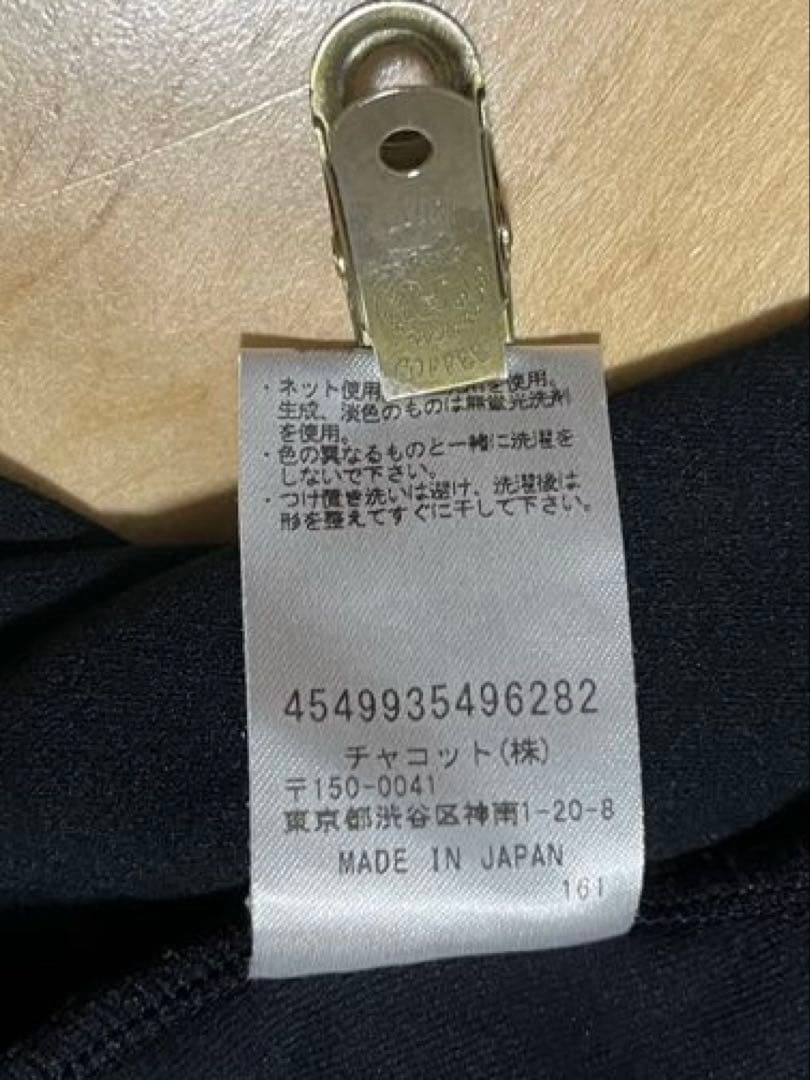 ・ネット使用 を使用。
生成、淡色のものは無蛍光洗剤
を使用。
・色の異なるものと一緒に洗濯を
しないで下さい。
・つけ置き洗いは避け、洗濯後は
形を整えてすぐに干して下さい。
4549935496282
チャコット(株)
〒150-0041
東京都渋谷区神南1-20-8
MADE IN JAPAN
161